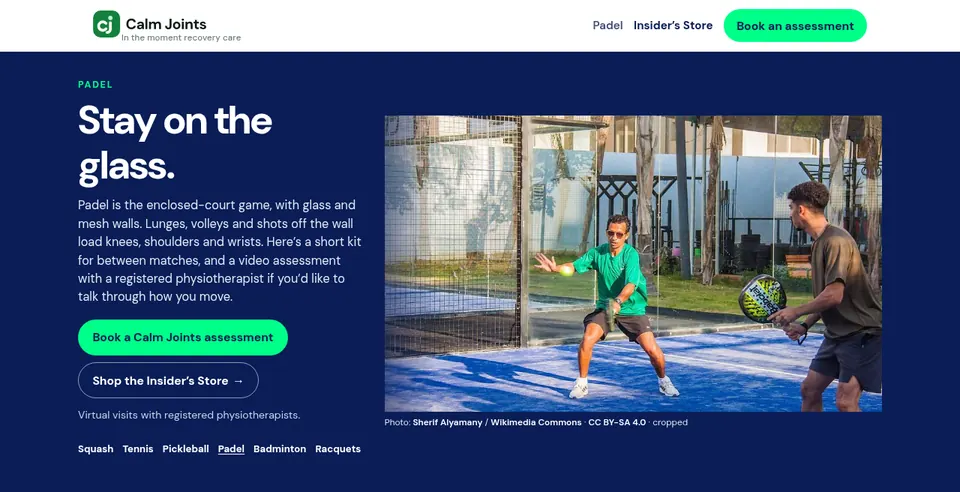 cj Calm Joints
In the moment recovery care
Padel Insider's Store Book an assessment
PADEL
Stay on the
glass.
Padel is the enclosed-court game, with glass and
mesh walls. Lunges, volleys and shots off the wall
load knees, shoulders and wrists. Here's a short kit
for between matches, and a video assessment
with a registered physiotherapist if you'd like to
talk through how you move.
Book a Calm Joints assessment
Shop the Insider's Store →
Virtual visits with registered physiotherapists.
Squash Tennis Pickleball Padel Badminton Racquets
Photo: Sherif Alyamany / Wikimedia Commons · CC BY-SA 4.0 · cropped